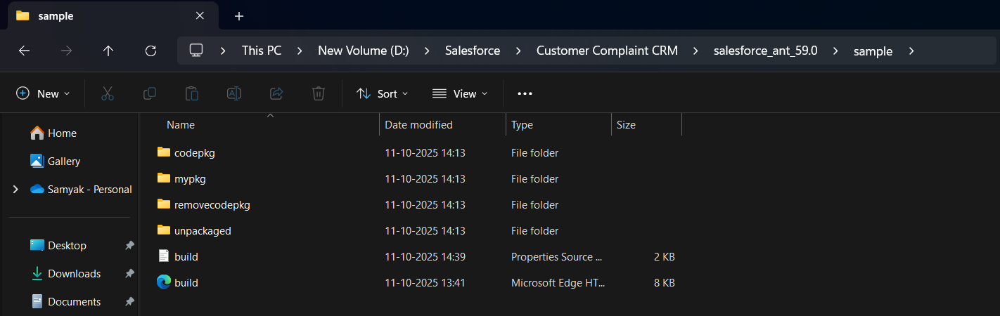 sample
This PC New Volume (D:) Salesforce Customer Complaint CRM salesforce_ant_59.0 sample
New Sort View
Name Date modified Type Size
Home
Gallery
Samyak - Personal
Desktop
Downloads
Documents
codepkg 11-10-2025 14:13 File folder
mypkg 11-10-2025 14:13 File folder
removecodepkg 11-10-2025 14:13 File folder
unpackaged 11-10-2025 14:13 File folder
build 11-10-2025 14:39 Properties Source ... 2 KB
build 11-10-2025 13:41 Microsoft Edge HT... 8 KB